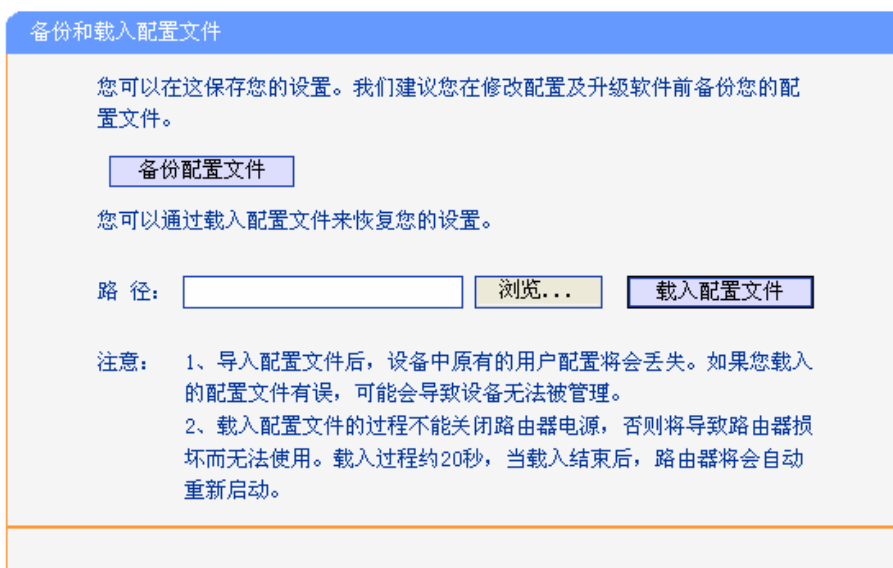 备份和载入配置文件
您可以在这保存您的设置。我们建议您在修改配置及升级软件前备份您的配
置文件。
备份配置文件
您可以通过载入配置文件来恢复您的设置。
路 径： 浏览... 载入配置文件
注意： 1、导入配置文件后，设备中原有的用户配置将会丢失。如果您载入
的配置文件有误，可能会导致设备无法被管理。
2、载入配置文件的过程不能关闭路由器电源，否则将导致路由器损
坏而无法使用。载入过程约20秒，当载入结束后，路由器将会自动
重新启动。